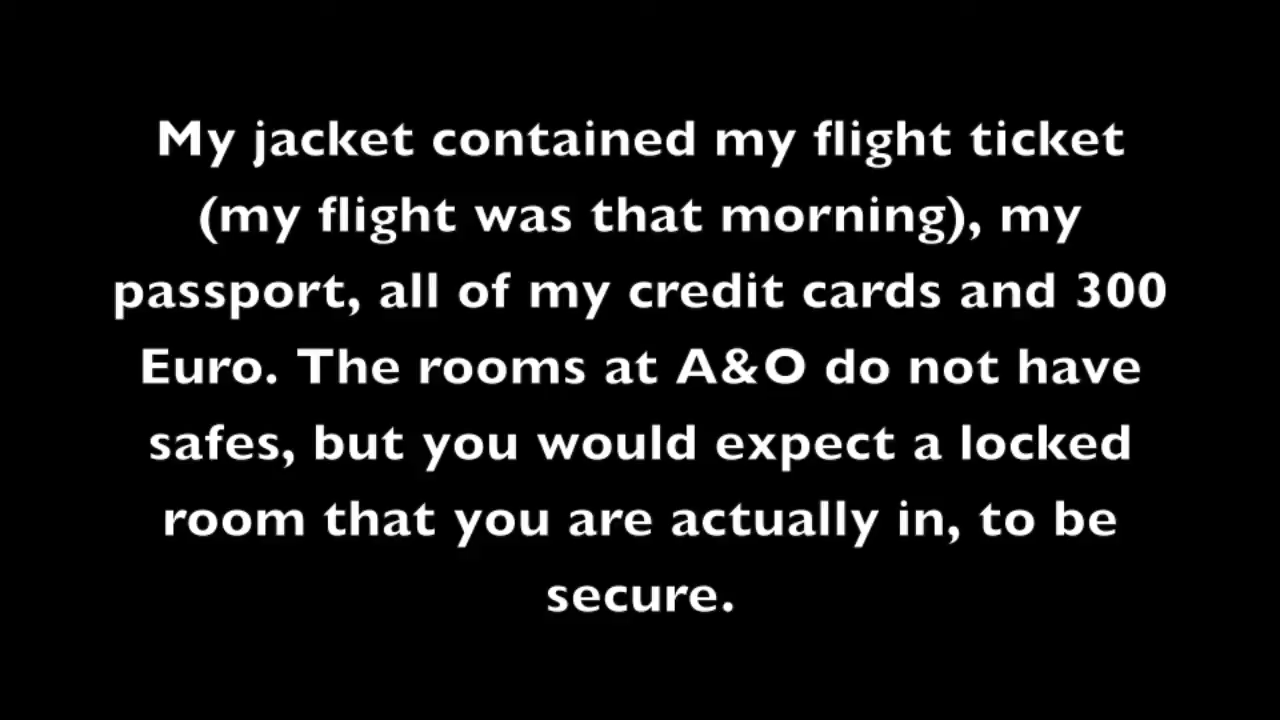 My jacket contained my flight ticket
(my flight was that morning), my
passport, all of my credit cards and 300
Euro. The rooms at A&O do not have
safes, but you would expect a locked
room that you are actually in, to be
secure.